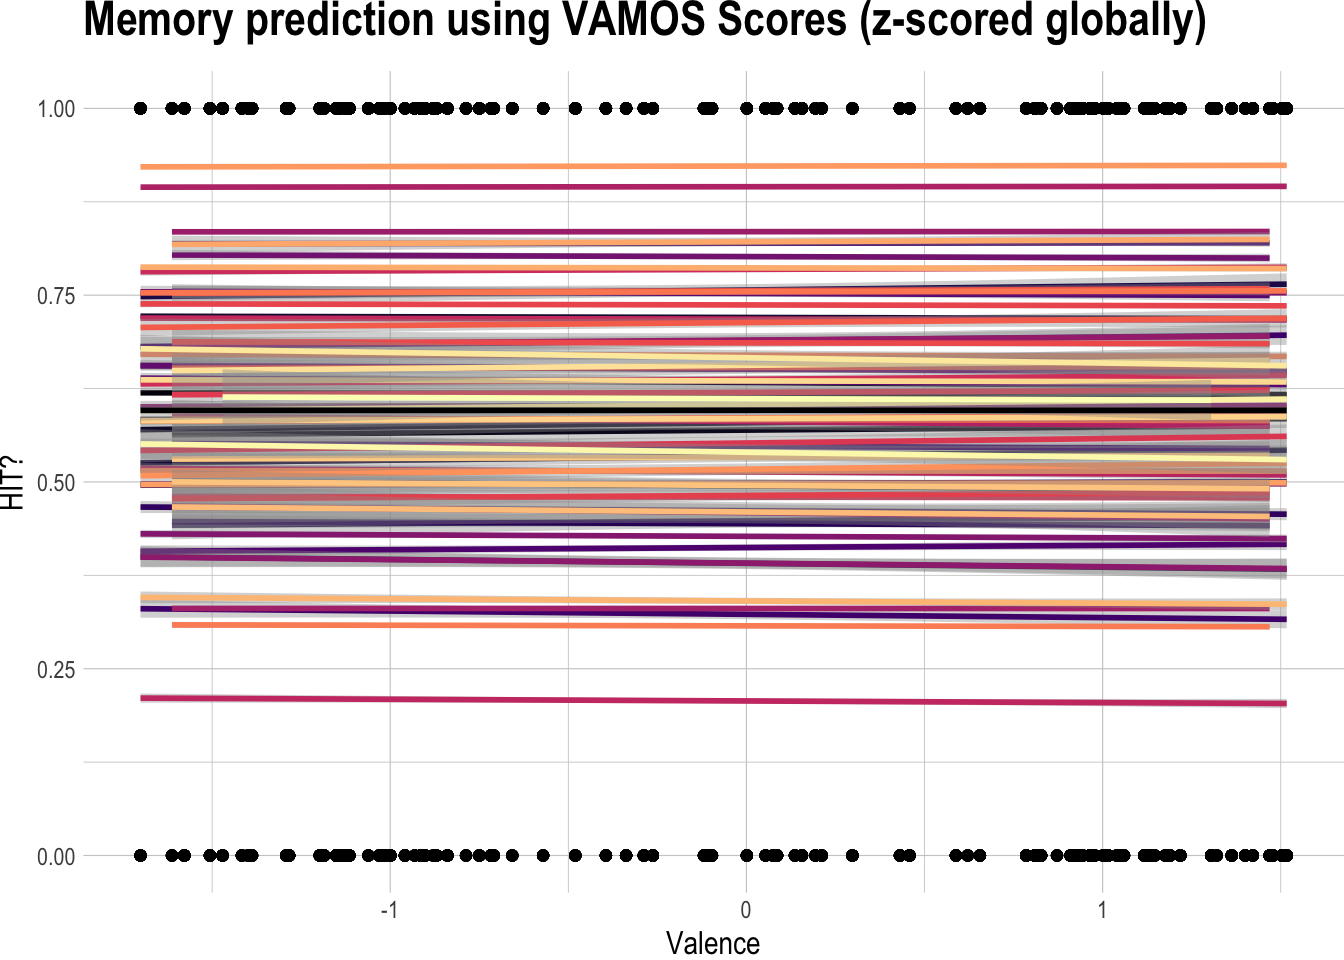 Memory prediction using VAMOS Scores (z-scored globally)
1.00
0.75
HIT?
0.50
0.25
0.00
-1
0
1
Valence